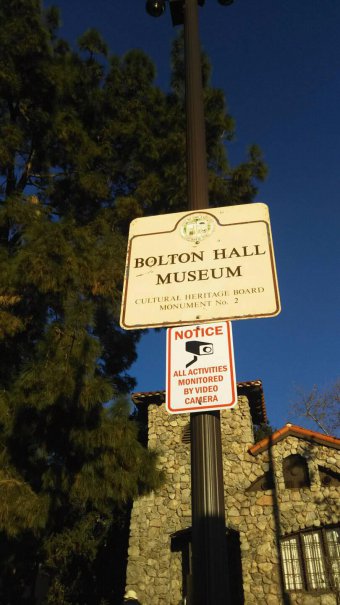 BOLTON HALL
MUSEUM
CULTURAL HERITAGE BOARD
MONUMENT No. 2
NOTICE
ALL ACTIVITIES
MONITORED
BY VIDEO
CAMERA